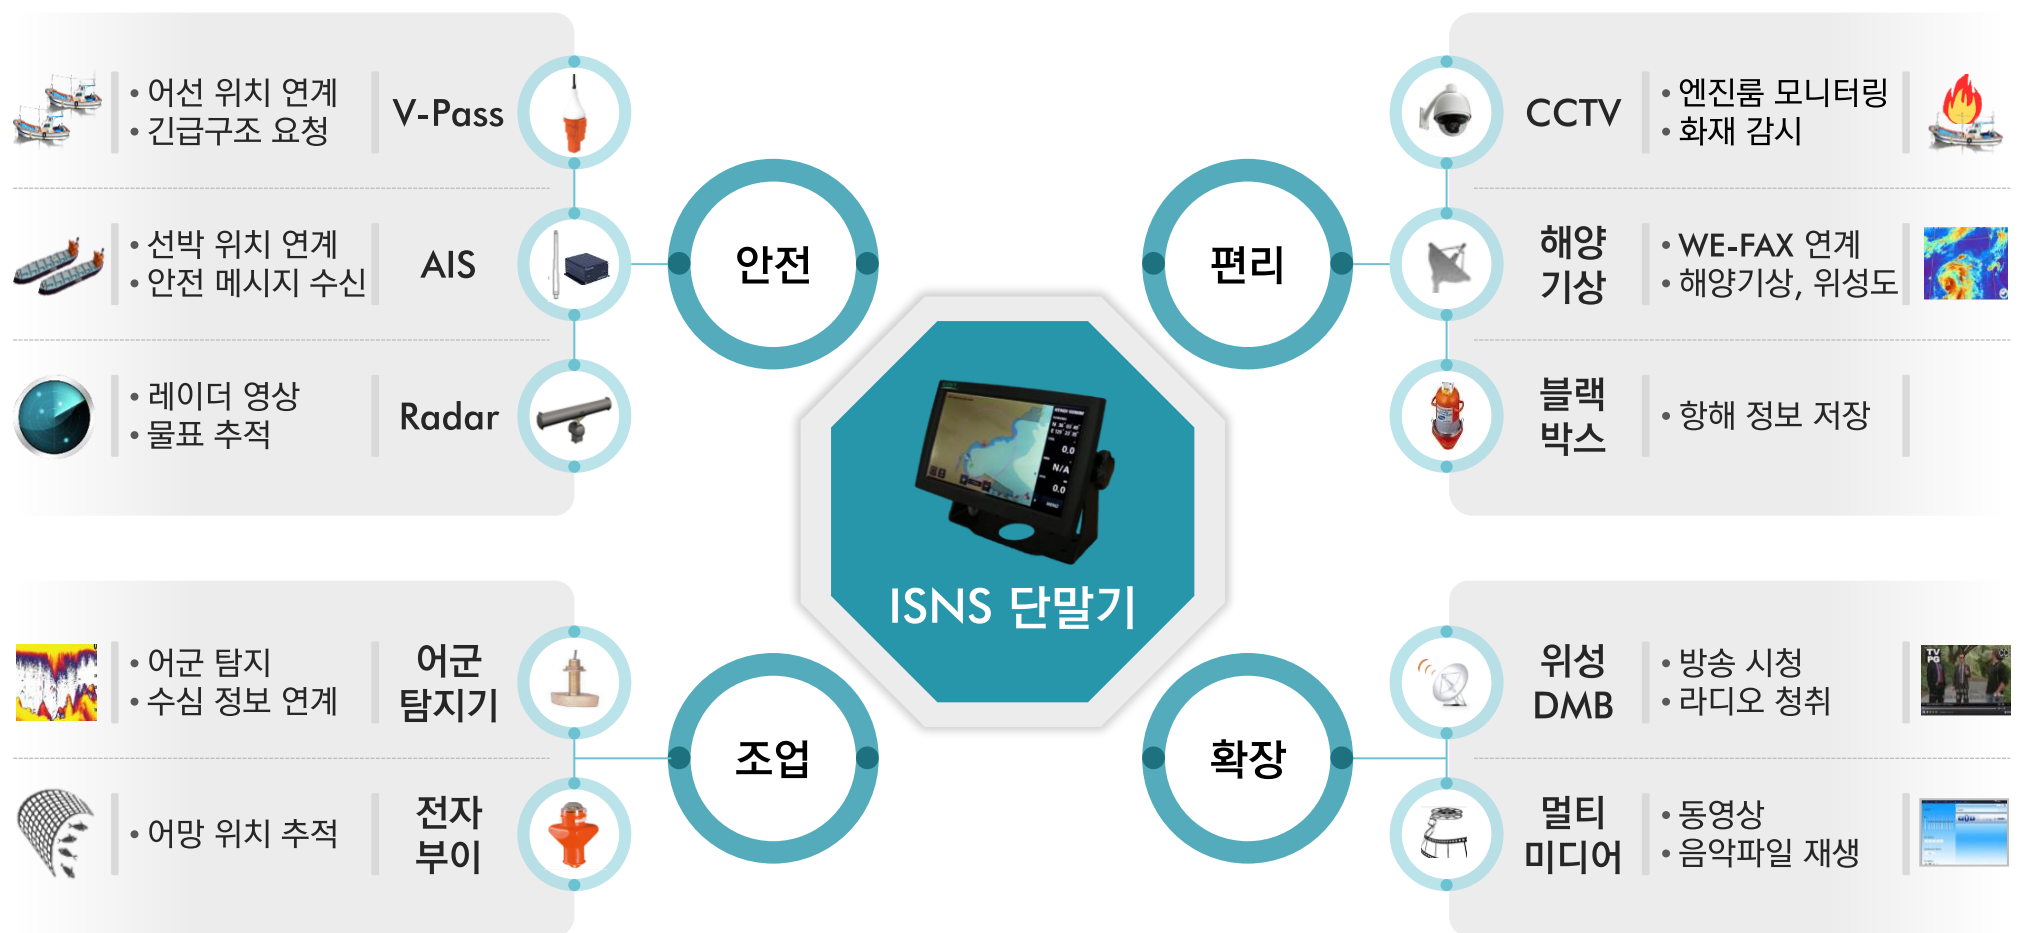 • 어선 위치 연계
• 긴급구조 요청
V-Pass
• 선박 위치 연계
• 안전 메시지 수신
AIS
• 레이더 영상
• 물표 추적
Radar
안전
편리
CCTV
• 엔진룸 모니터링
• 화재 감시
해양
기상
• WE-FAX 연계
• 해양기상, 위성도
블랙
박스
• 항해 정보 저장
N/A
0.0
0.0
MENU
ISNS 단말기
• 어군 탐지
• 수심 정보 연계
어군
탐지기
• 어망 위치 추적
전자
부이
조업
확장
위성
DMB
• 방송 시청
• 라디오 청취
TV
PG
멀티
미디어
• 동영상
• 음악파일 재생